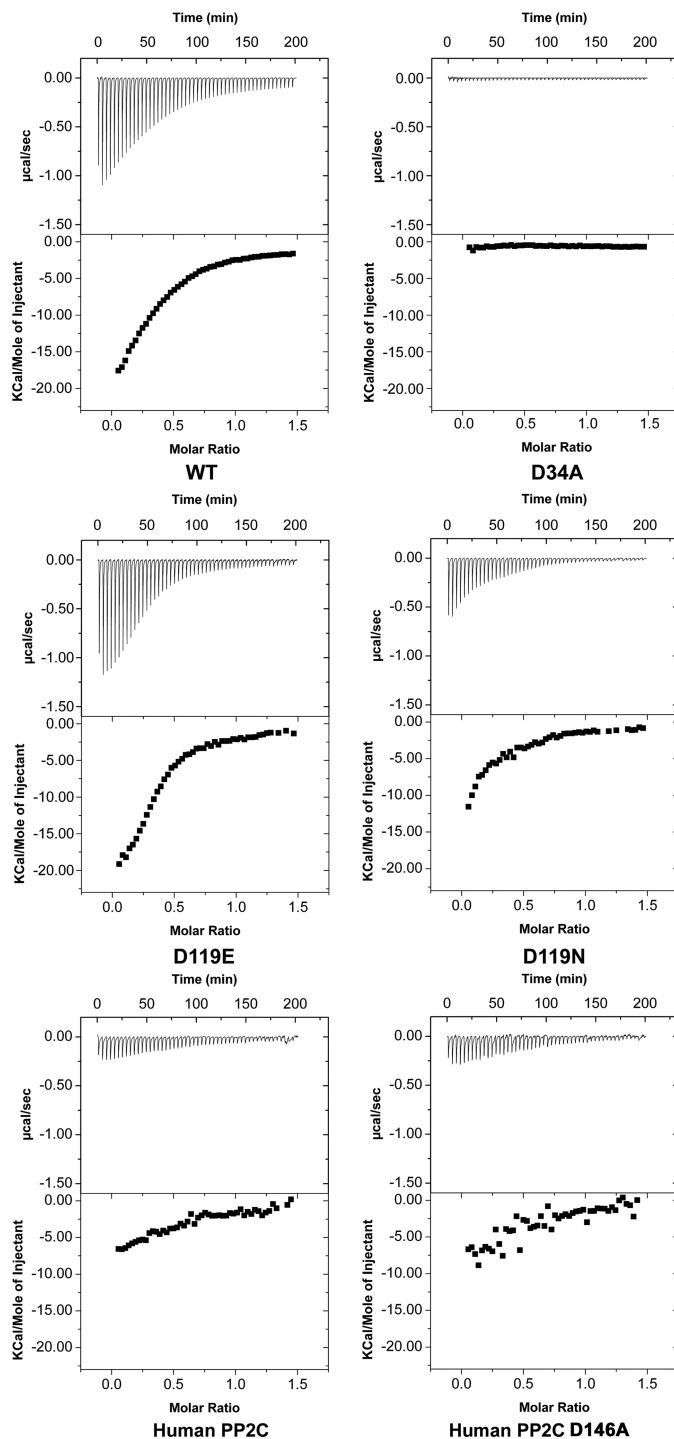 Time (min)
0 50 100 150 200
0.00
-0.50
-1.00
-1.50
µcal/sec
0.00
-5.00
-10.00
-15.00
-20.00
KCal/Mole of Injectant
0.0 0.5 1.0 1.5
Molar Ratio
WT
Time (min)
0 50 100 150 200
0.00
-0.50
-1.00
-1.50
µcal/sec
0.00
-5.00
-10.00
-15.00
-20.00
KCal/Mole of Injectant
0.0 0.5 1.0 1.5
Molar Ratio
D34A
Time (min)
0 50 100 150 200
0.00
-0.50
-1.00
-1.50
µcal/sec
0.00
-5.00
-10.00
-15.00
-20.00
KCal/Mole of Injectant
0.0 0.5 1.0 1.5
Molar Ratio
D119E
Time (min)
0 50 100 150 200
0.00
-0.50
-1.00
-1.50
µcal/sec
0.00
-5.00
-10.00
-15.00
-20.00
KCal/Mole of Injectant
0.0 0.5 1.0 1.5
Molar Ratio
D119N
Time (min)
0 50 100 150 200
0.00
-0.50
-1.00
-1.50
µcal/sec
0.00
-5.00
-10.00
-15.00
-20.00
KCal/Mole of Injectant
0.0 0.5 1.0 1.5
Molar Ratio
Human PP2C
Time (min)
0 50 100 150 200
0.00
-0.50
-1.00
-1.50
µcal/sec
0.00
-5.00
-10.00
-15.00
-20.00
KCal/Mole of Injectant
0.0 0.5 1.0 1.5
Molar Ratio
Human PP2C D146A